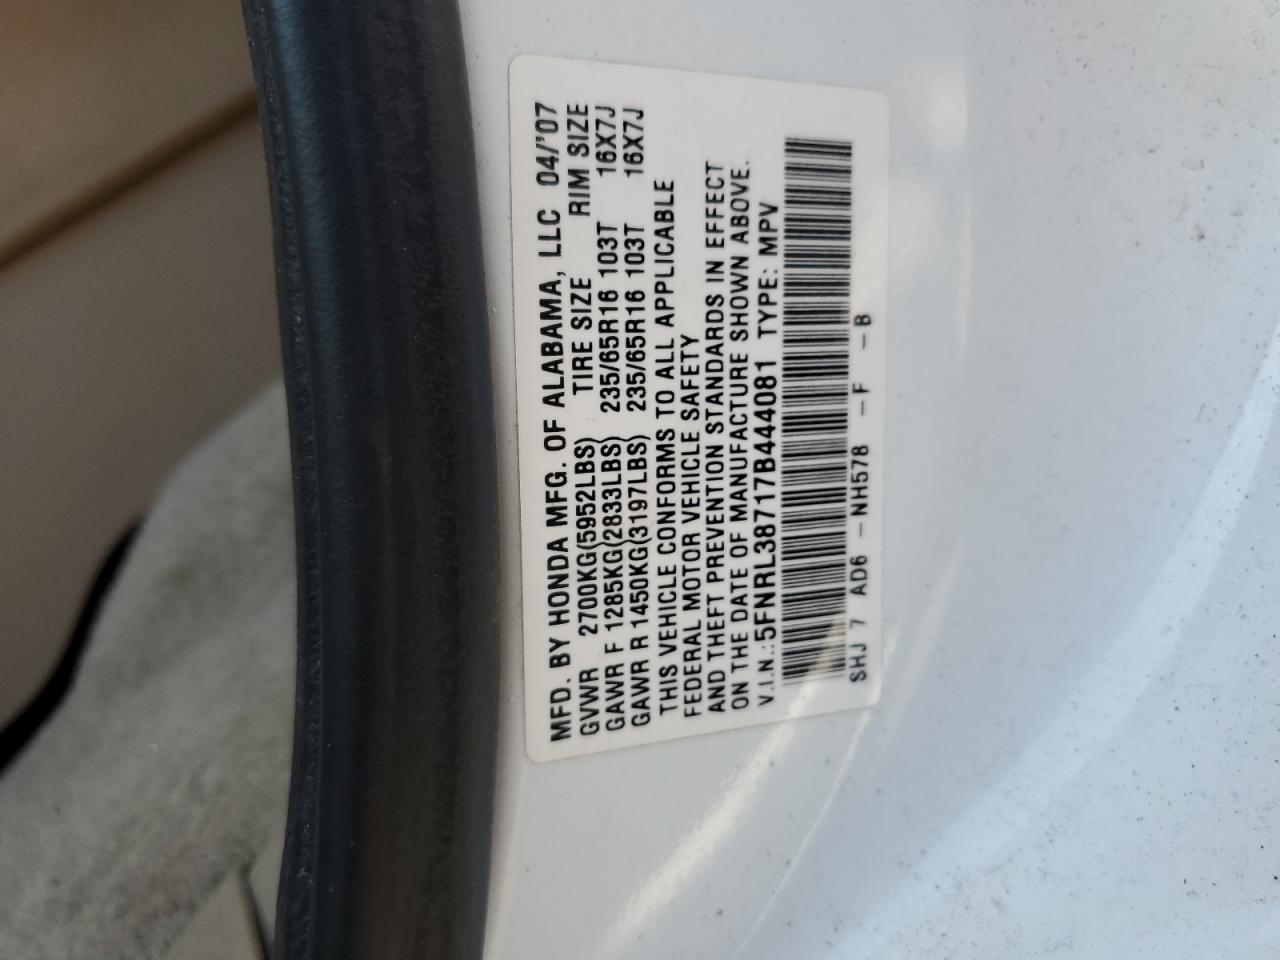 MFD. BY HONDA MFG. OF ALABAMA, LLC 04/'07
GVWR 2700KG(5952LBS) TIRE SIZE RIM SIZE
GAWR F 1285KG(2833LBS) 235/65R16 103T 16X7J
GAWR R 1450KG(3197LBS) 235/65R16 103T 16X7J
THIS VEHICLE CONFORMS TO ALL APPLICABLE
FEDERAL MOTOR VEHICLE SAFETY
AND THEFT PREVENTION STANDARDS IN EFFECT
ON THE DATE OF MANUFACTURE SHOWN ABOVE.
V.I.N.:5FNRL38717B444081 TYPE: MPV
SHJ 7 AD6 -NH578 -F -B